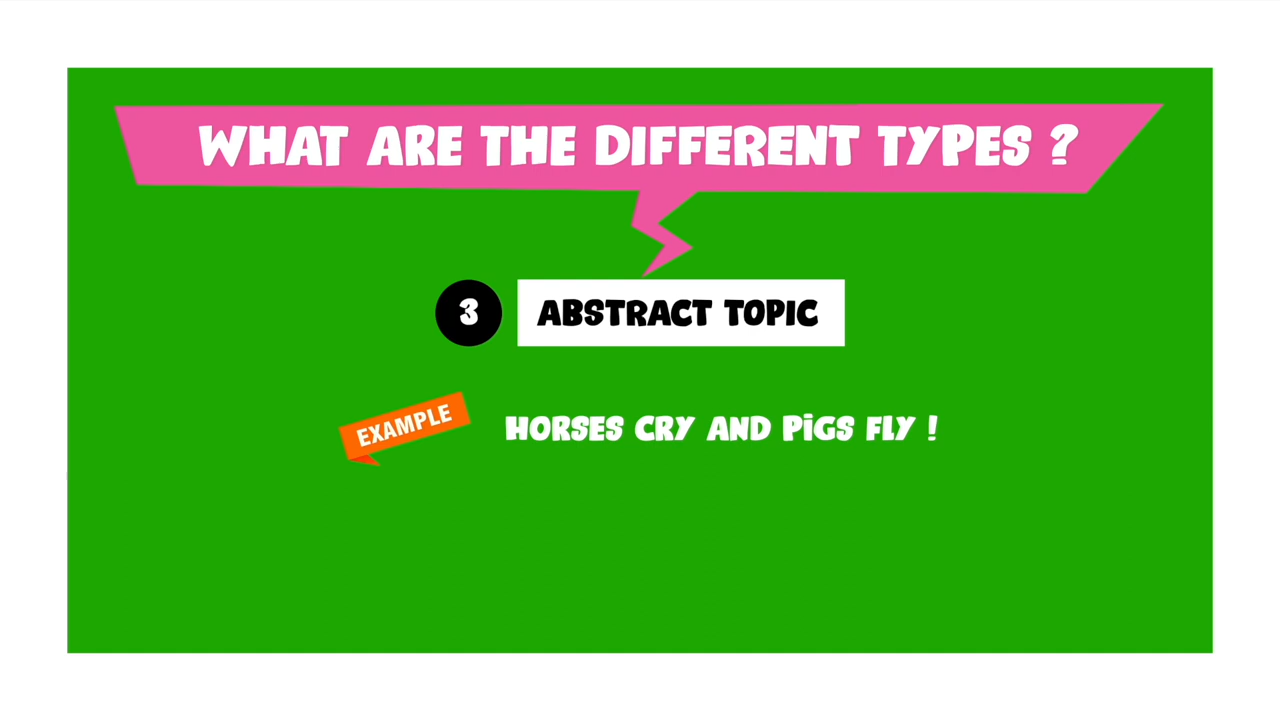 WHAT ARE THE DIFFERENT TYPES ?
3 ABSTRACT TOPIC
EXAMPLE HORSES CRY AND PiGS FLY !